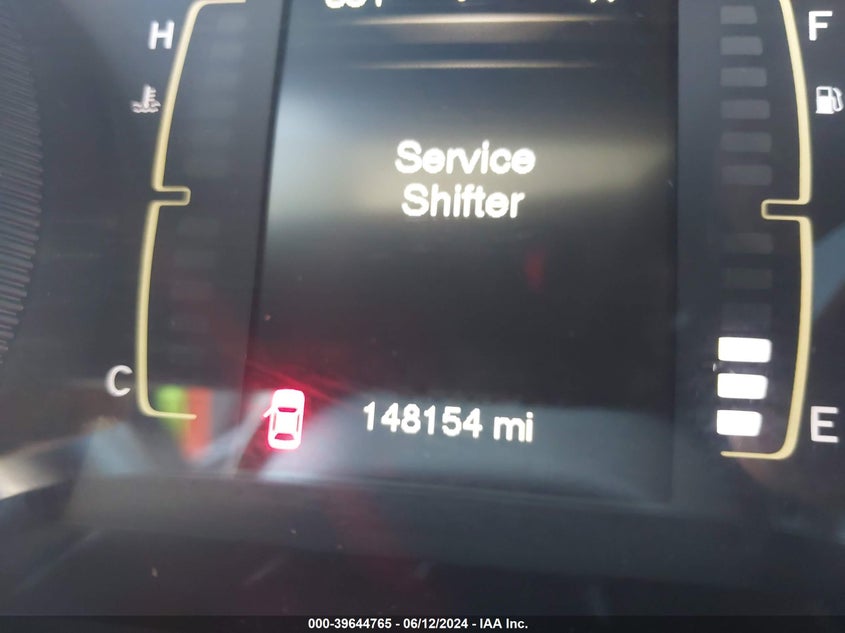 H
F
Service
Shifter
C
148154 mi
E
000-39644765 - 06/12/2024 - IAA Inc.